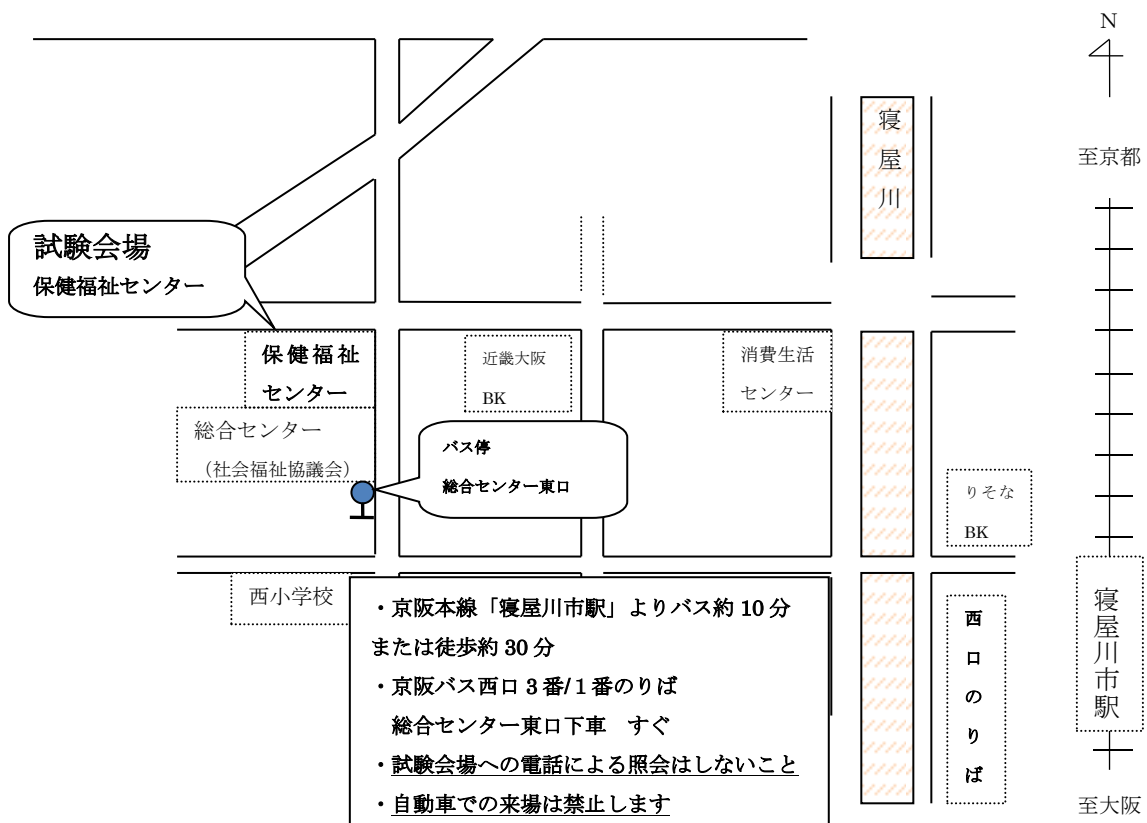 N
至京都
寝屋川
試験会場
保健福祉センター
保健福祉
センター
近畿大阪
BK
消費生活
センター
総合センター
（社会福祉協議会）
バス停
総合センター東口
りそな
BK
西小学校
・京阪本線「寝屋川市駅」よりバス約 10 分
または徒歩約 30 分
・京阪バス西口 3 番/１番のりば
総合センター東口下車　すぐ
・試験会場への電話による照会はしないこと
・自動車での来場は禁止します
西口のりば
寝屋川市駅
至大阪